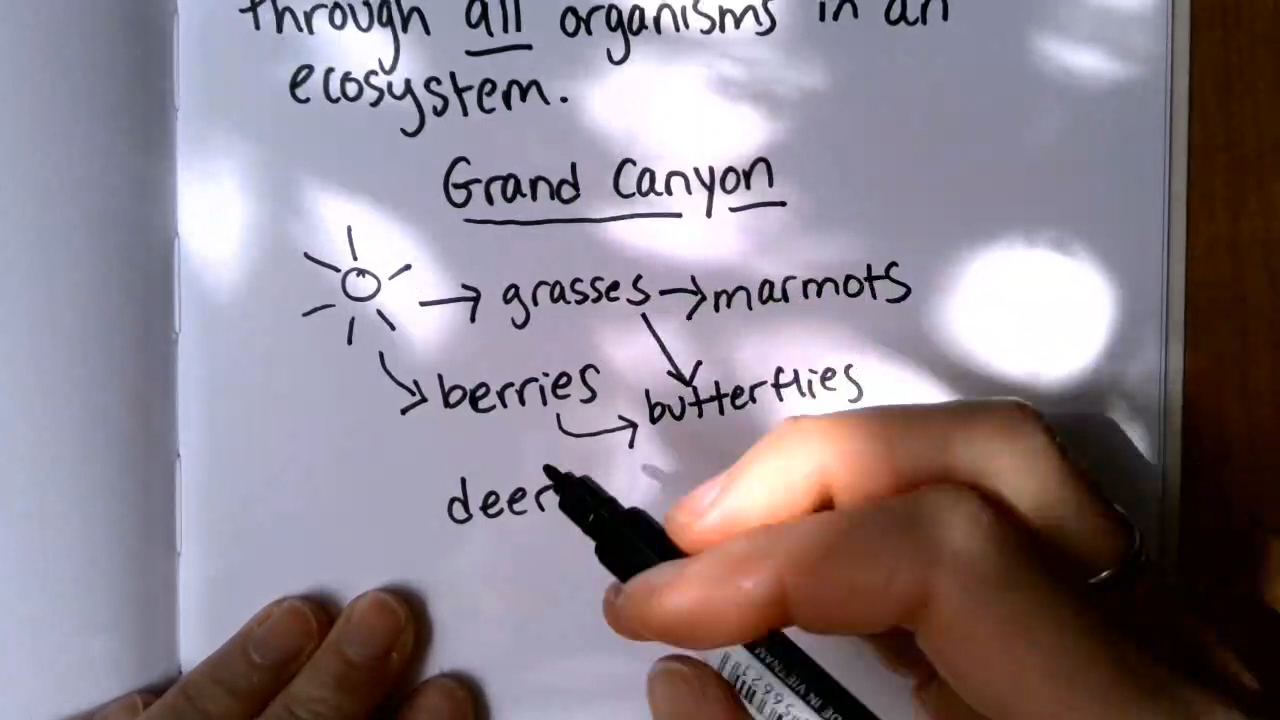 through all organisms in an
ecosystem.
Grand Canyon
→ grasses → marmots
berries butterflies
deer